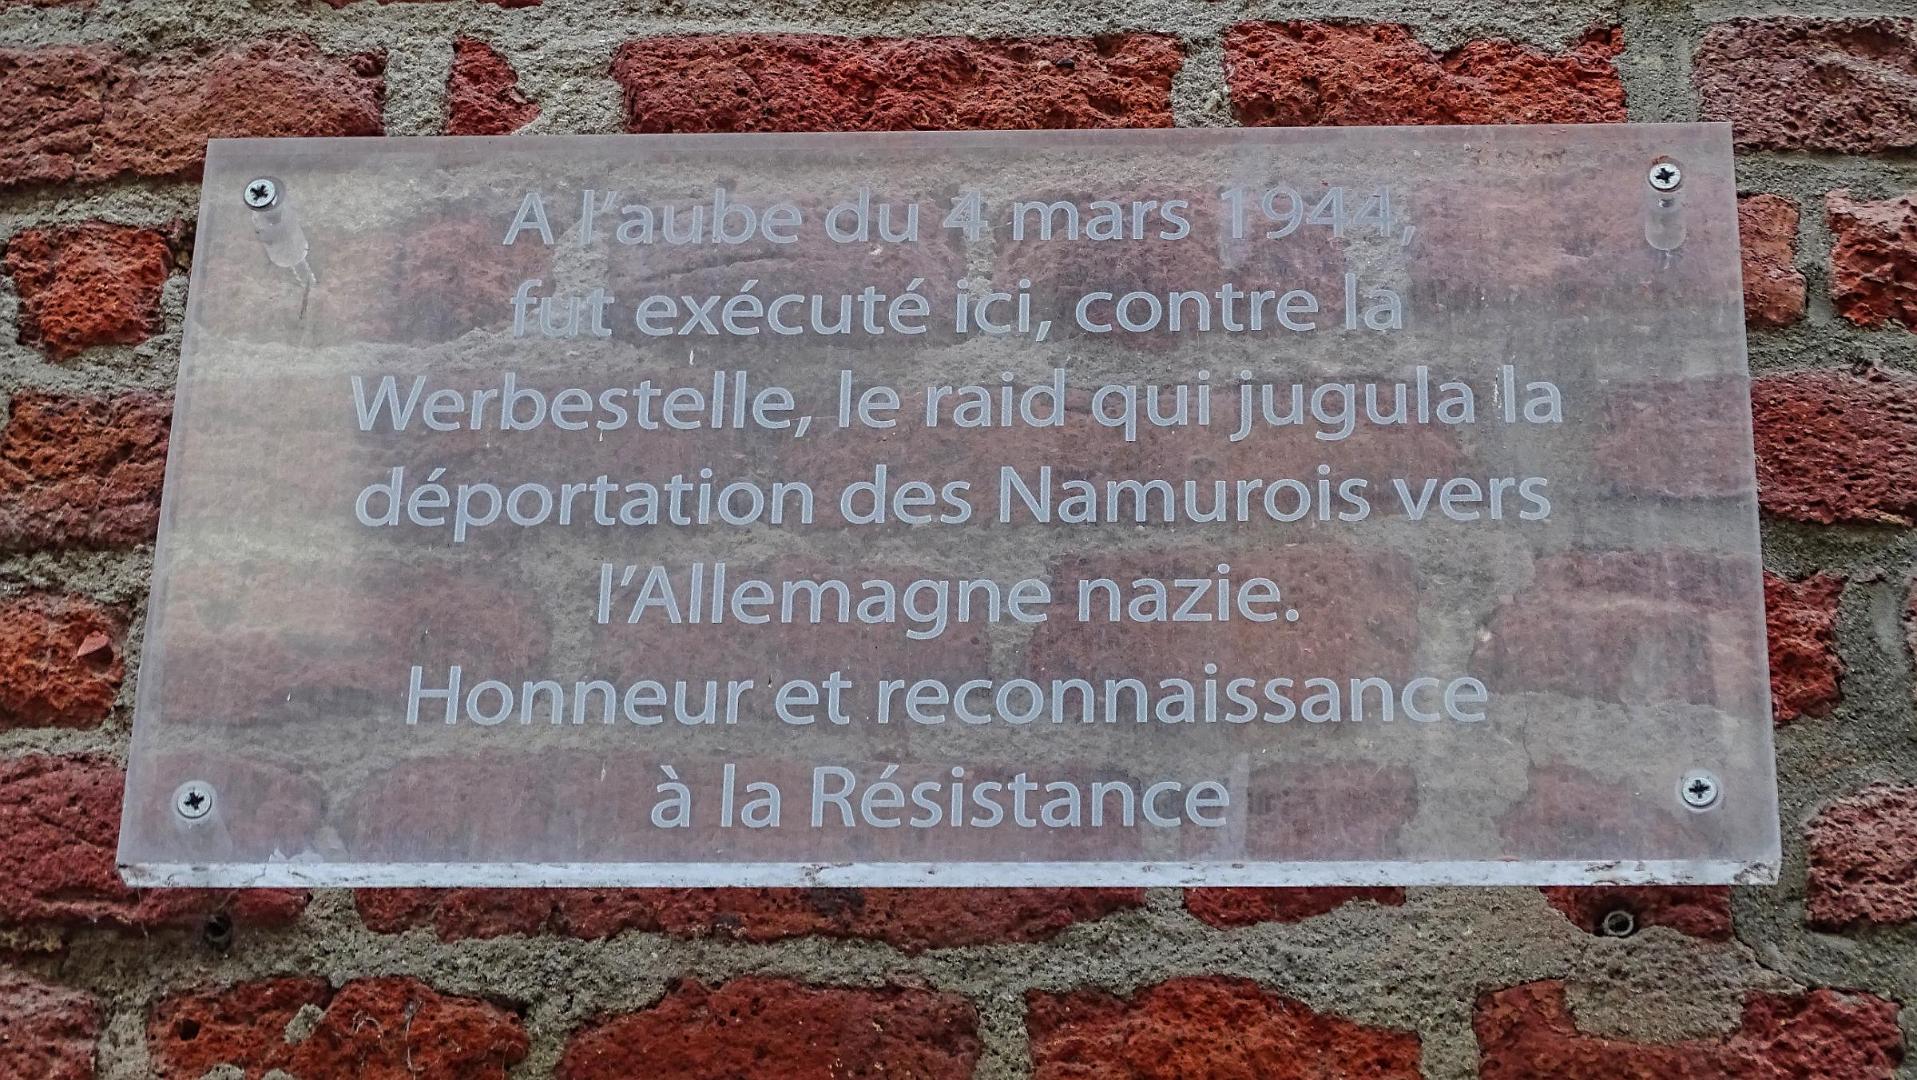 A l'aube du 4 mars 1944,
fut exécuté ici, contre la
Werbestelle, le raid qui jugula la
déportation des Namurois vers
l'Allemagne nazie.
Honneur et reconnaissance
à la Résistance